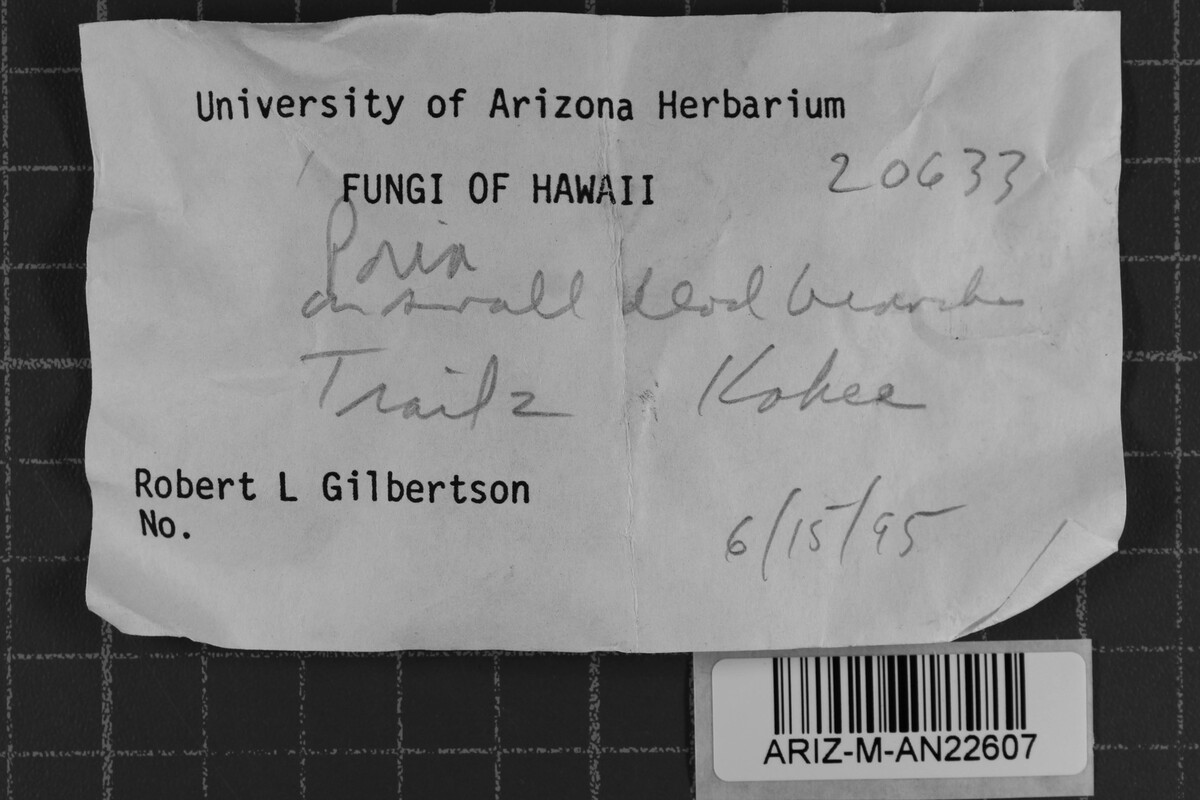 University of Arizona Herbarium
FUNGI OF HAWAII 20633
Poria
on small dead branch
Trail 2 Kokee
Robert L Gilbertson
No.
6/15/95
ARIZ-M-AN22607